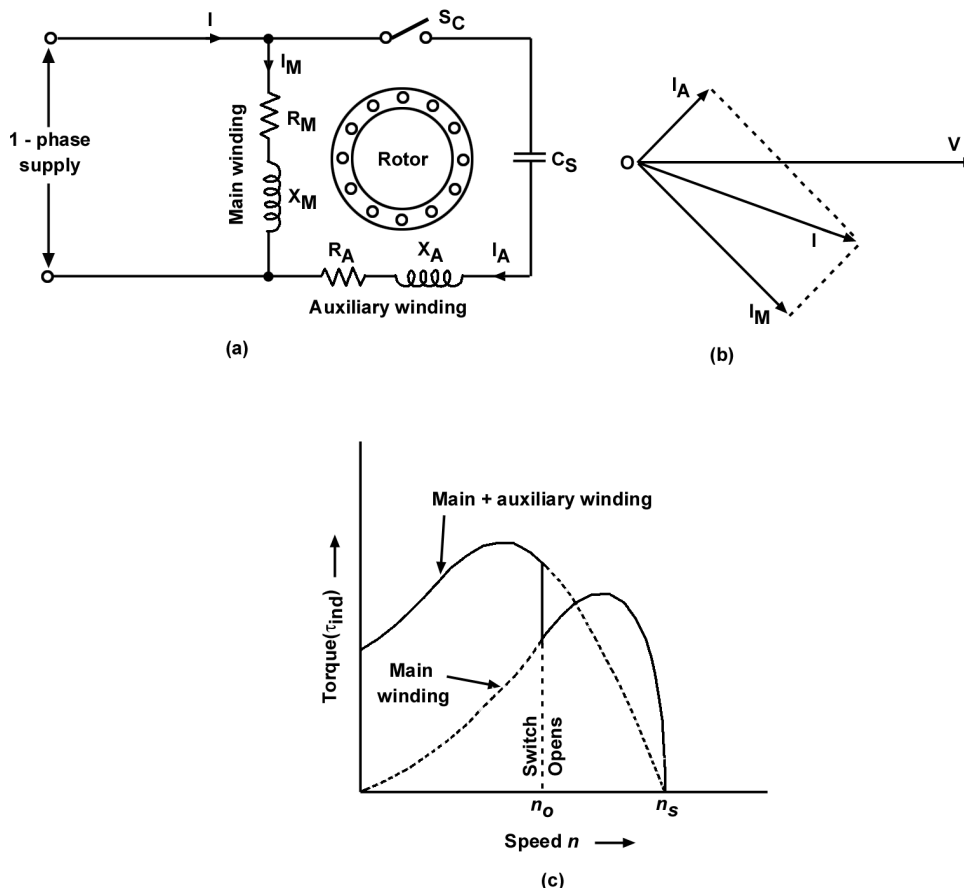 I
S_C
I_M
R_M
Main winding
1 - phase
supply
Rotor
C_S
X_M
R_A
X_A
I_A
Auxiliary winding
(a)
I_A
O
V
I
I_M
(b)
Main + auxiliary winding
Torque(τ_ind)
Main
winding
Switch
Opens
n_o
n_s
Speed n
(c)